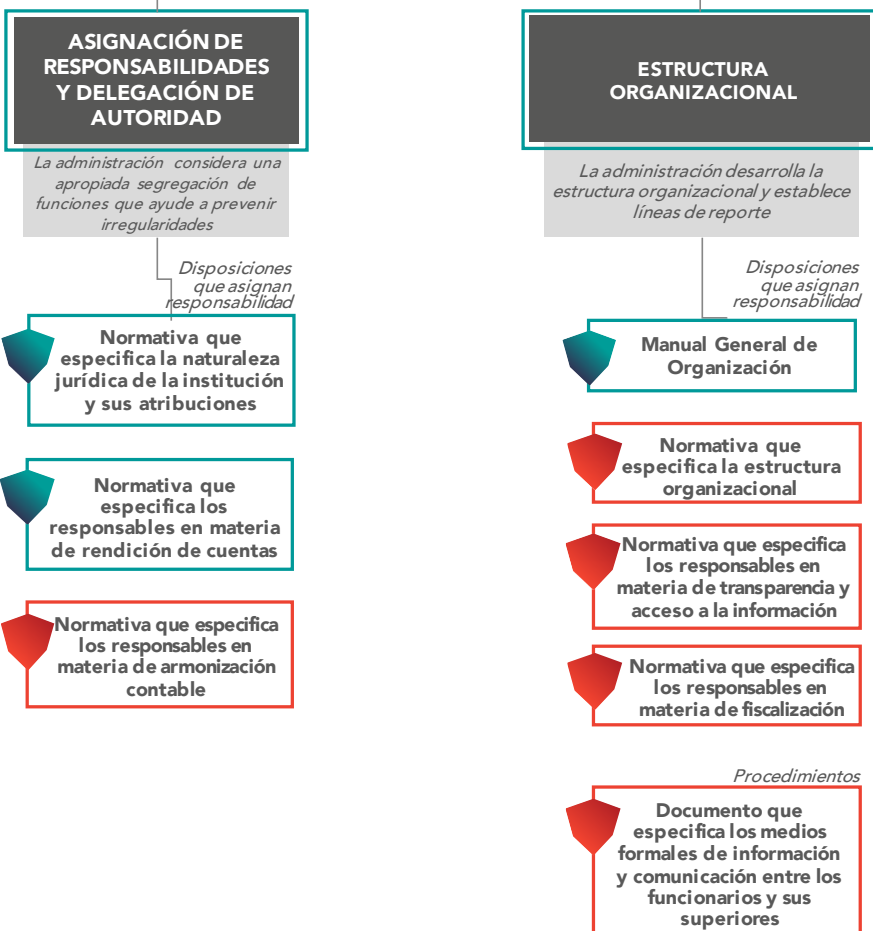 ASIGNACIÓN DE
RESPONSABILIDADES
Y DELEGACIÓN DE
AUTORIDAD
La administración considera una
apropiada segregación de
funciones que ayude a prevenir
irregularidades
Disposiciones
que asignan
responsabilidad
Normativa que
especifica la naturaleza
jurídica de la institución
y sus atribuciones
Normativa que
especifica los
responsables en materia
de rendición de cuentas
Normativa que especifica
los responsables en
materia de armonización
contable
ESTRUCTURA
ORGANIZACIONAL
La administración desarrolla la
estructura organizacional y establece
líneas de reporte
Disposiciones
que asignan
responsabilidad
Manual General de
Organización
Normativa que
especifica la estructura
organizacional
Normativa que especifica
los responsables en
materia de transparencia y
acceso a la información
Normativa que especifica
los responsables en
materia de fiscalización
Procedimientos
Documento que
especifica los medios
formales de información
y comunicación entre los
funcionarios y sus
superiores